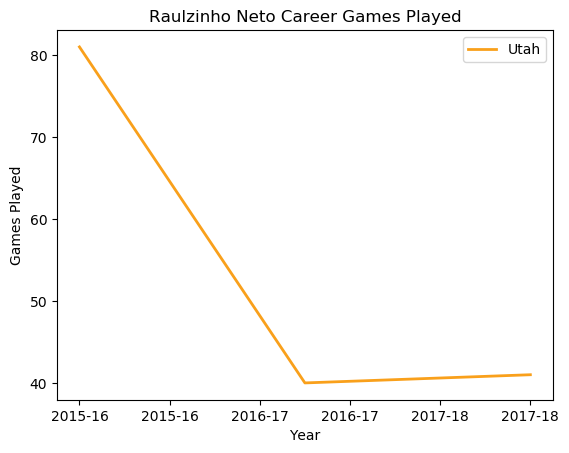 Raulzinho Neto Career Games Played
Utah
80
70
60
50
40
Games Played
2015-16 2015-16 2016-17 2016-17 2017-18 2017-18
Year